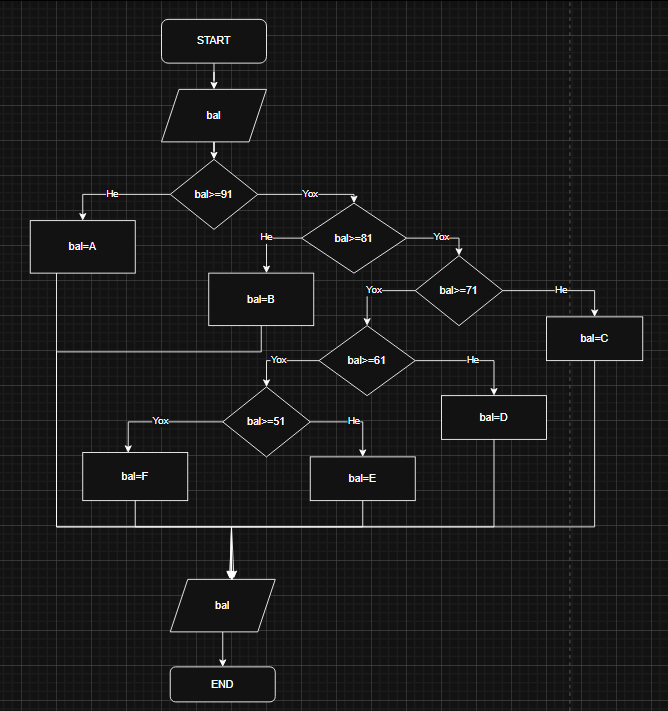 START
bal
bal>=91
He
Yox
bal=A
bal>=81
He
Yox
bal=B
bal>=71
Yox
He
bal=C
bal>=61
Yox
He
bal=D
bal>=51
Yox
He
bal=F
bal=E
bal
END